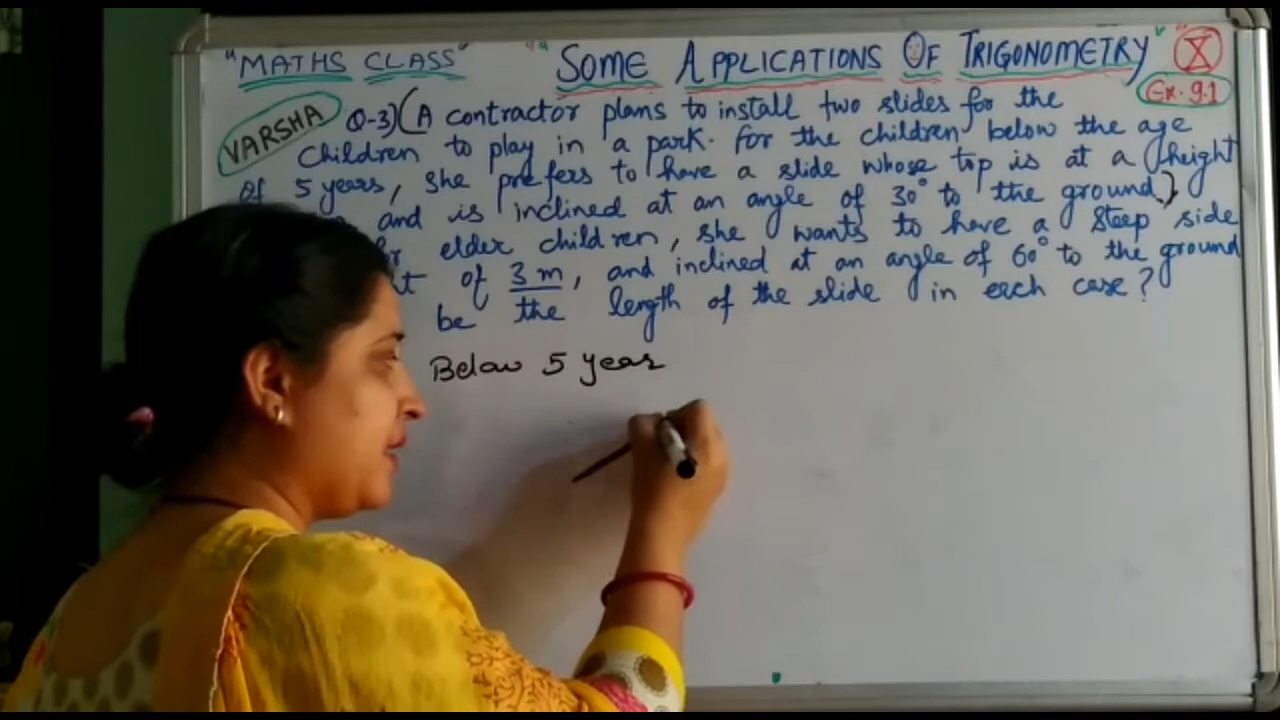 "MATHS CLASS" "SOME APPLICATIONS OF TRIGONOMETRY" X
Ex. 9.1
VARSHA Q-3) (A contractor plans to install two slides for the
children to play in a park. For the children below the age
of 5 years, she prefers to have a slide whose top is at a height
and is inclined at an angle of 30° to the ground).
elder children, she wants to have a steep side
of 3 m, and inclined at an angle of 60° to the ground
be the length of the slide in each case?
Below 5 year